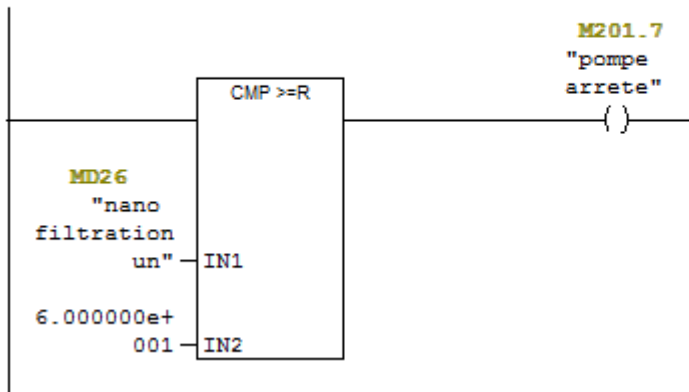 M201.7
"pompe
arrete"
CMP >=R
( )
MD26
"nano
filtration
un"
IN1
6.000000e+
001
IN2